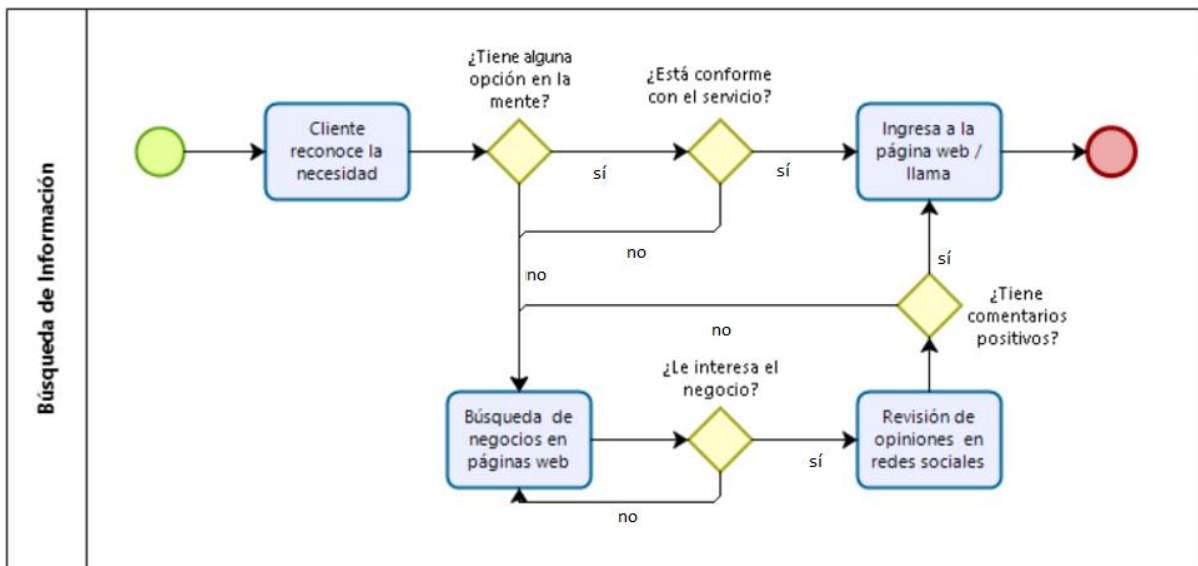 Búsqueda de Información
Cliente
reconoce la
necesidad
¿Tiene alguna
opción en la
mente?
sí
no
¿Está conforme
con el servicio?
sí
no
Ingresa a la
página web /
llama
Búsqueda de
negocios en
páginas web
¿Le interesa el
negocio?
sí
no
Revisión de
opiniones en
redes sociales
¿Tiene
comentarios
positivos?
sí
no